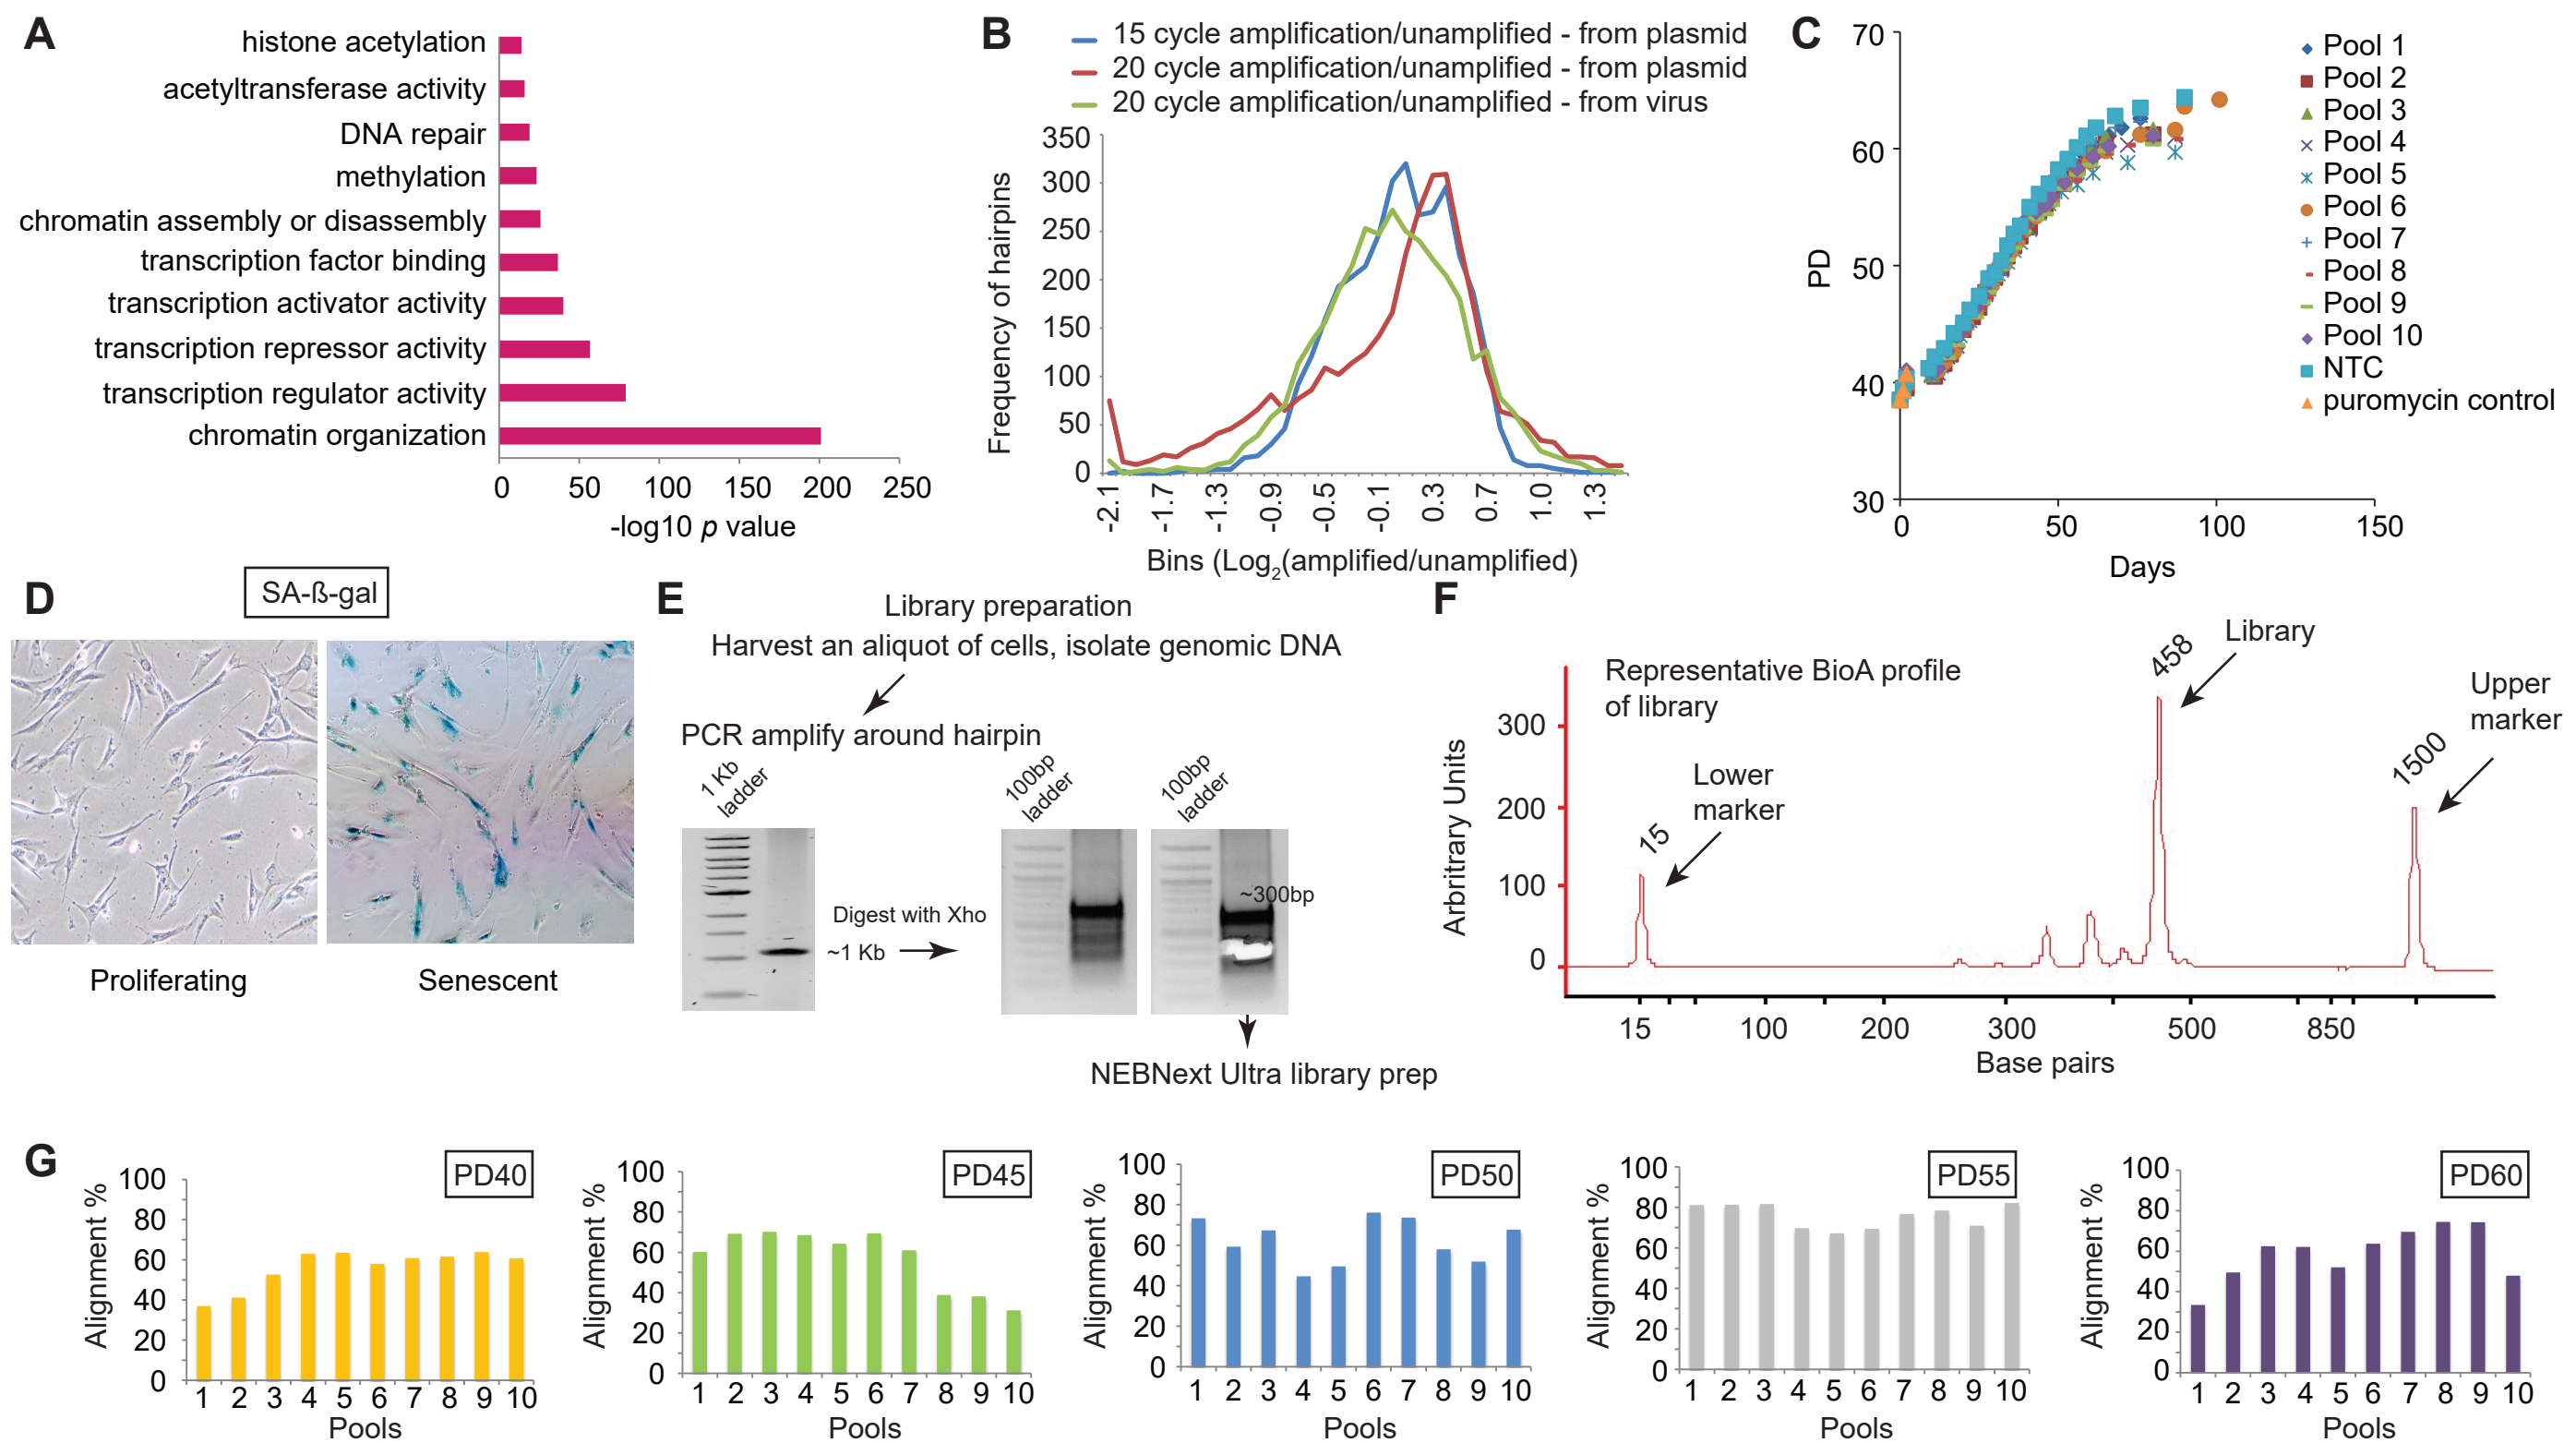 A
histone acetylation
acetyltransferase activity
DNA repair
methylation
chromatin assembly or disassembly
transcription factor binding
transcription activator activity
transcription repressor activity
transcription regulator activity
chromatin organization
0 50 100 150 200 250
-log10 p value
B
15 cycle amplification/unamplified - from plasmid
20 cycle amplification/unamplified - from plasmid
20 cycle amplification/unamplified - from virus
Frequency of hairpins
350
300
250
200
150
100
50
0
-2.1 -1.7 -1.3 -0.9 -0.5 -0.1 0.3 0.7 1.0 1.3
Bins (Log2(amplified/unamplified)
C
PD
70
60
50
40
30
0 50 100 150
Days
Pool 1
Pool 2
Pool 3
Pool 4
Pool 5
Pool 6
Pool 7
Pool 8
Pool 9
Pool 10
NTC
puromycin control
D
SA-ß-gal
Proliferating
Senescent
E
Library preparation
Harvest an aliquot of cells, isolate genomic DNA
PCR amplify around hairpin
1 Kb
ladder
100bp
ladder
100bp
ladder
Digest with Xho
~1 Kb
~300bp
NEBNext Ultra library prep
F
Representative BioA profile
of library
Arbritrary Units
300
200
100
0
15
Lower
marker
458
Library
1500
Upper
marker
15 100 200 300 500 850
Base pairs
G
PD40
Alignment %
100
80
60
40
20
0
1 2 3 4 5 6 7 8 9 10
Pools
PD45
Alignment %
100
80
60
40
20
0
1 2 3 4 5 6 7 8 9 10
Pools
PD50
Alignment %
100
80
60
40
20
0
1 2 3 4 5 6 7 8 9 10
Pools
PD55
Alignment %
100
80
60
40
20
0
1 2 3 4 5 6 7 8 9 10
Pools
PD60
Alignment %
100
80
60
40
20
0
1 2 3 4 5 6 7 8 9 10
Pools